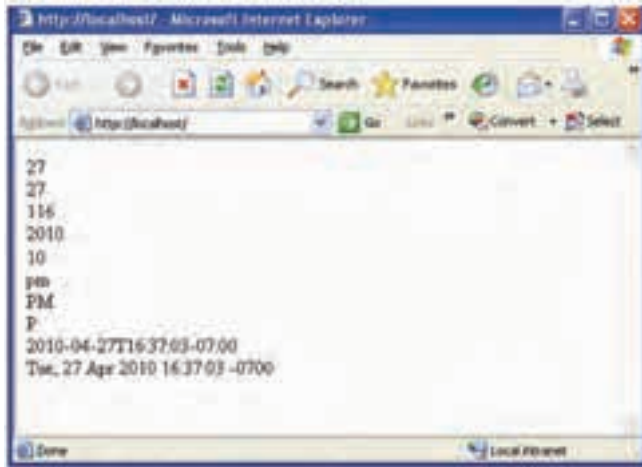 http://localhost/ - Microsoft Internet Explorer
File Edit View Favorites Tools Help
Search Favorites
Address http://localhost/ Go Links » Convert Select
27
27
116
2010
10
pm
PM
P
2010-04-27T16:37:03-07:00
Tue, 27 Apr 2010 16:37:03 -0700
Done Local intranet